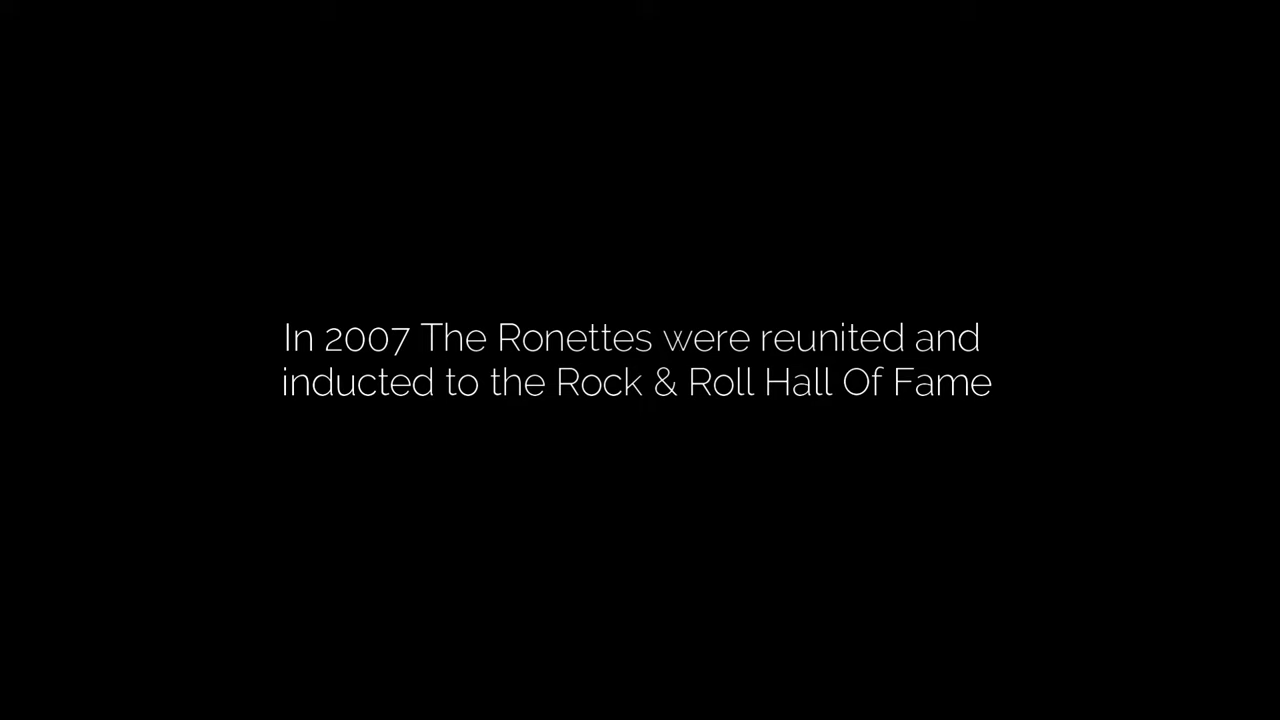 In 2007 The Ronettes were reunited and
inducted to the Rock & Roll Hall Of Fame